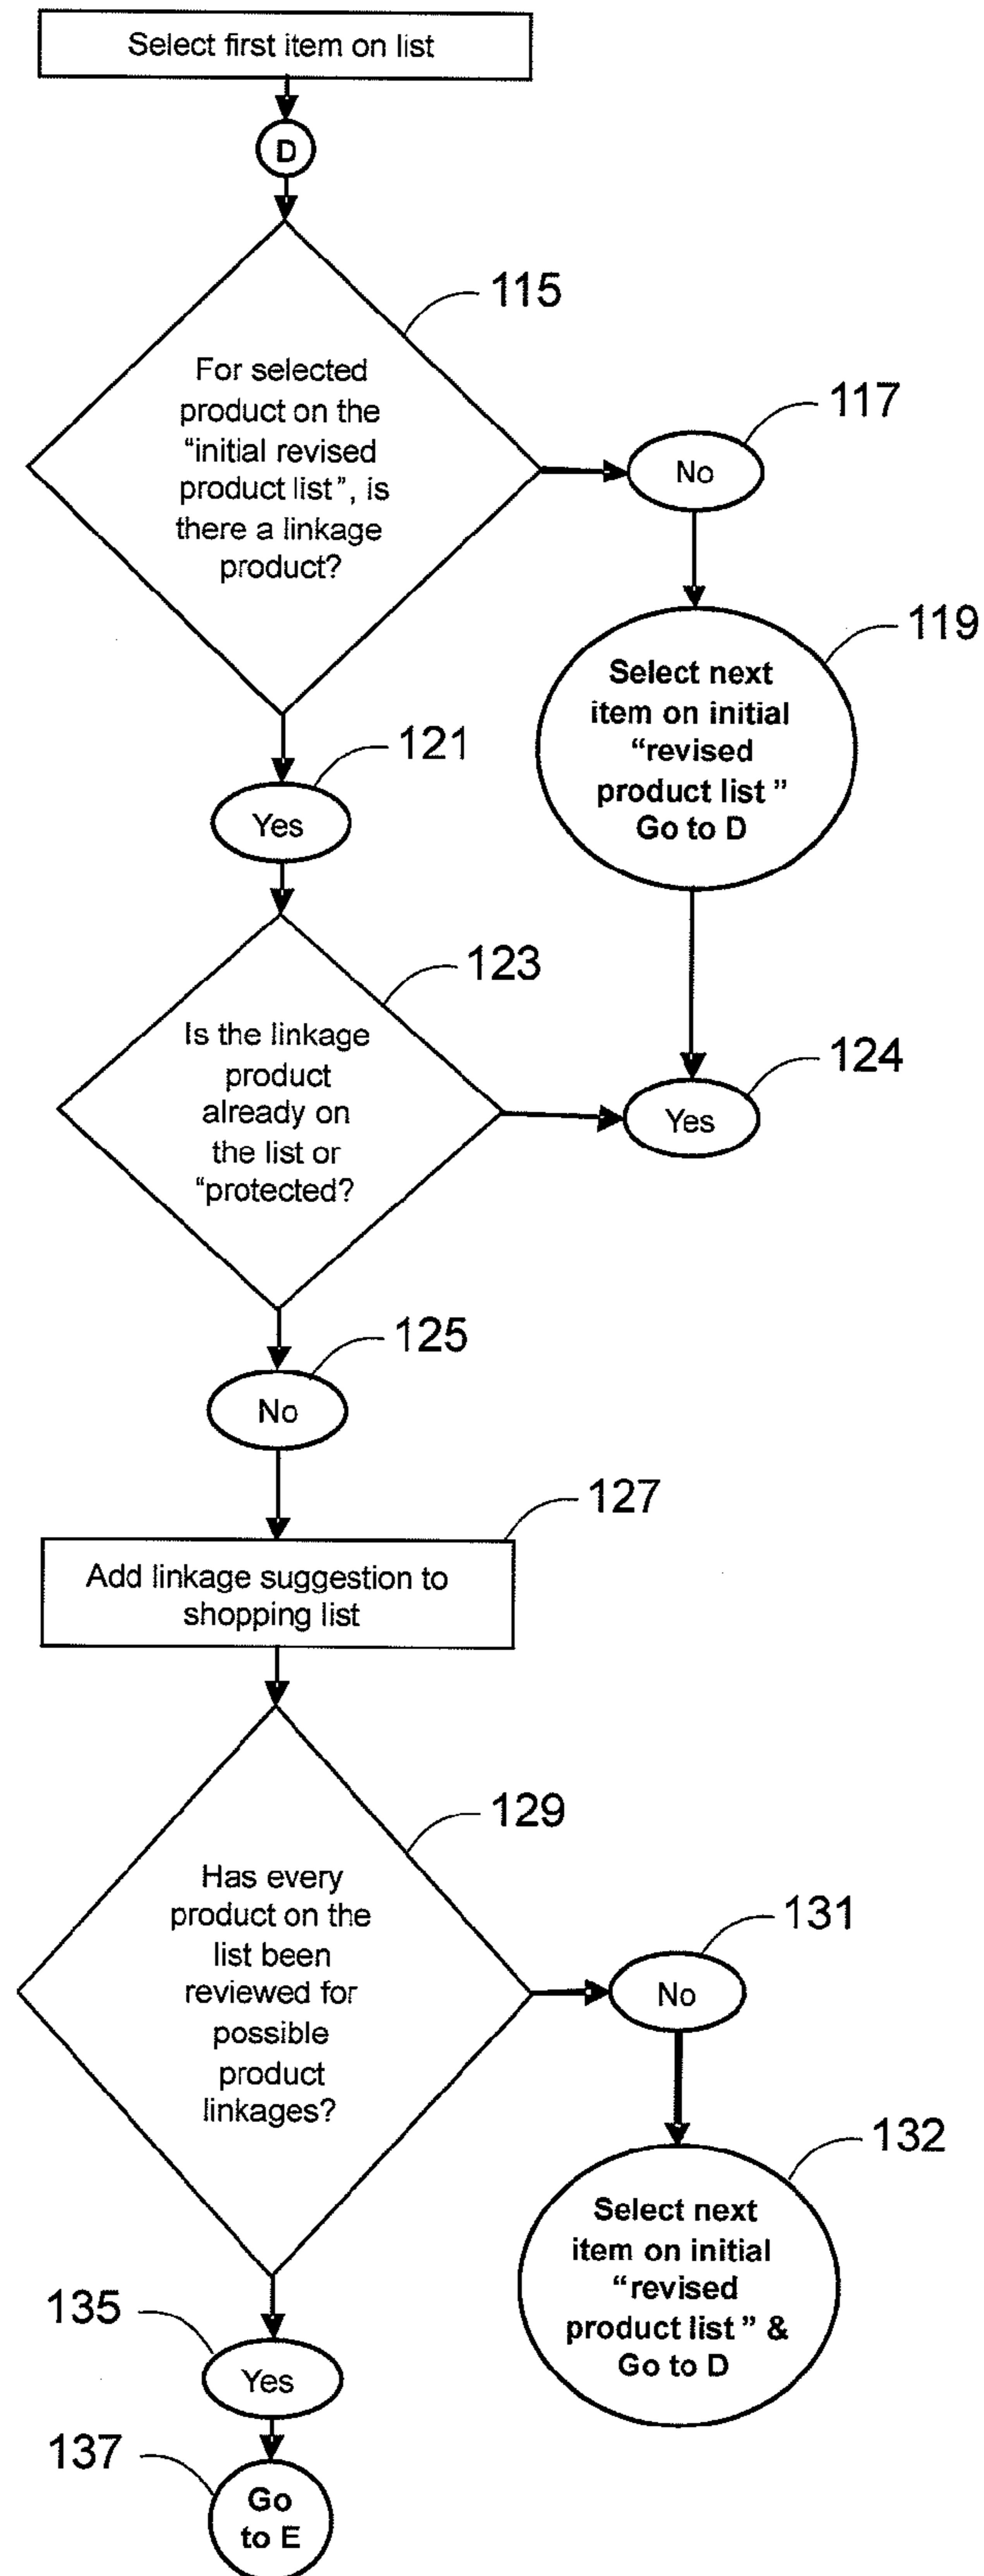 Select first item on list
D
115
For selected
product on the
“initial revised
product list”, is
there a linkage
product?
117
No
119
Select next
item on initial
“revised
product list ”
Go to D
121
Yes
123
Is the linkage
product
already on
the list or
“protected?
124
Yes
125
No
127
Add linkage suggestion to
shopping list
129
Has every
product on the
list been
reviewed for
possible
product
linkages?
131
No
132
Select next
item on initial
“revised
product list ” &
Go to D
135
Yes
137
Go
to E